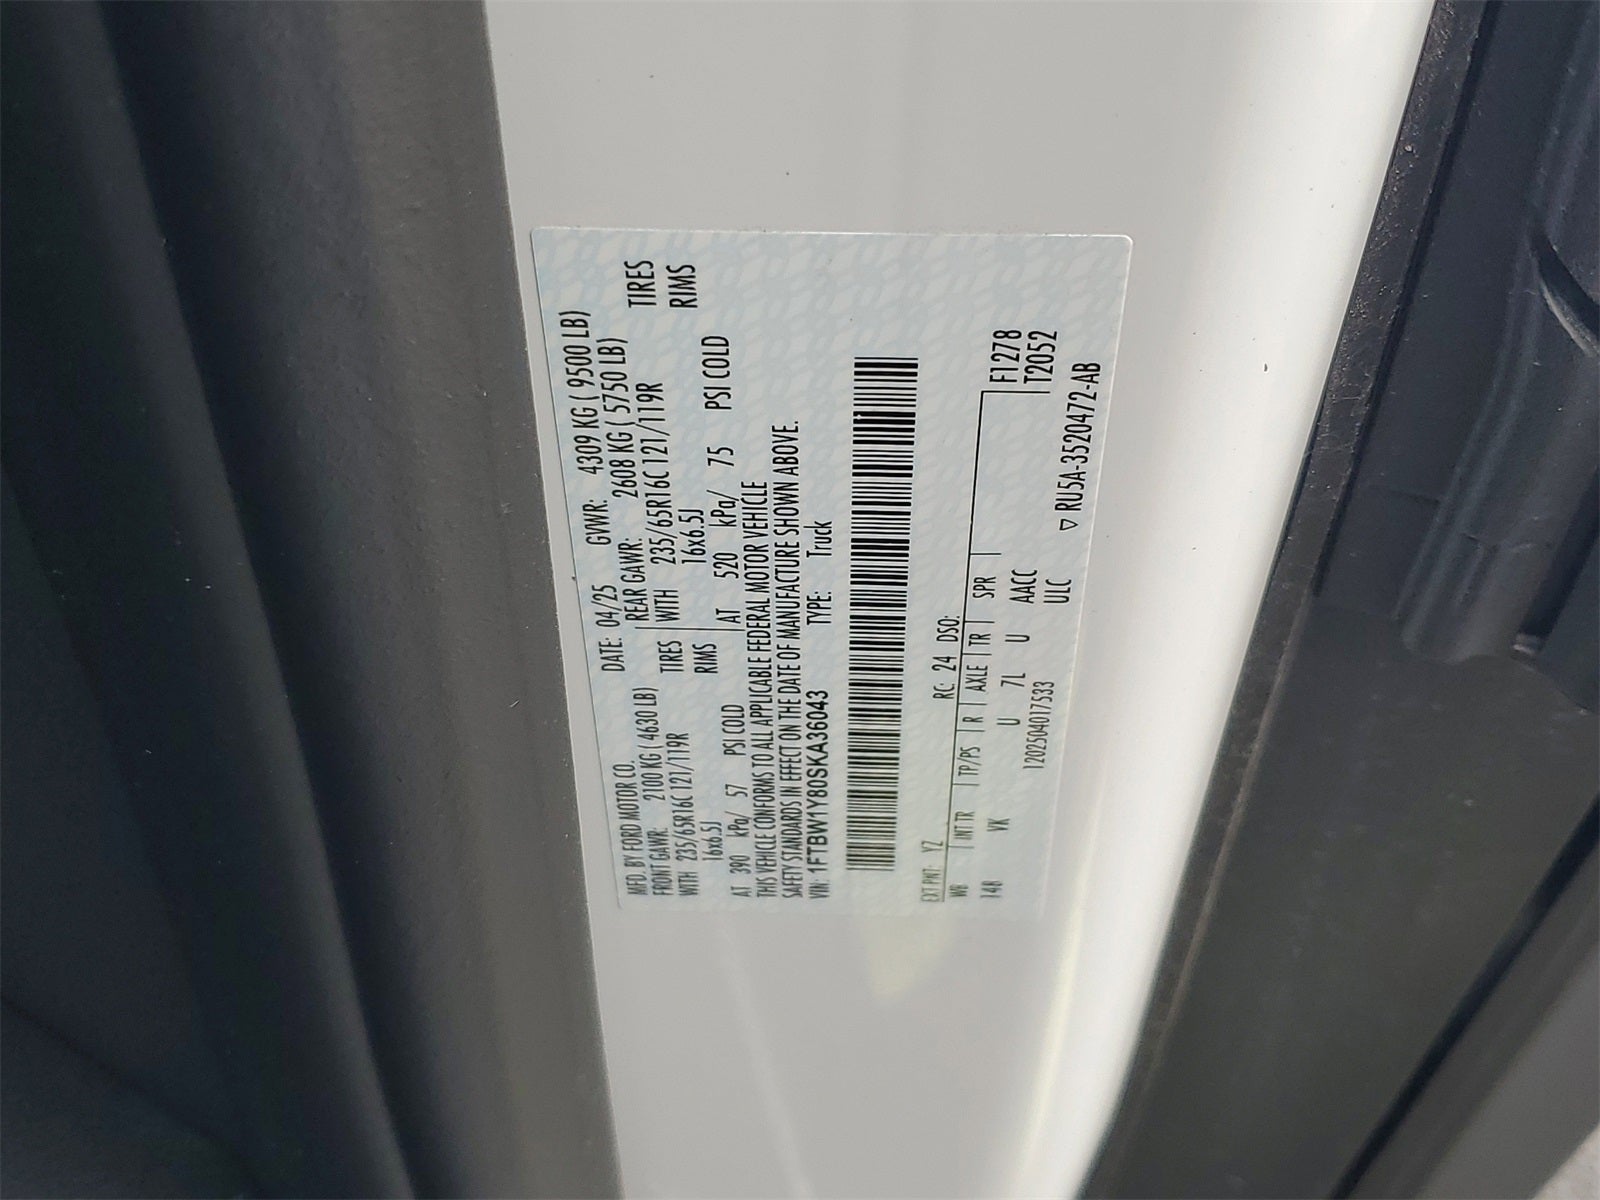 MFD. BY FORD MOTOR CO.
DATE: 04/25 GVWR: 4309 KG ( 9500 LB)
FRONT GAWR: 2100 KG ( 4630 LB) REAR GAWR: 2608 KG ( 5750 LB)
WITH 235/65R16C 121/119R TIRES WITH 235/65R16C 121/119R TIRES
16x6.5J RIMS 16x6.5J RIMS
AT 390 kPa/ 57 PSI COLD AT 520 kPa/ 75 PSI COLD
THIS VEHICLE CONFORMS TO ALL APPLICABLE FEDERAL MOTOR VEHICLE
SAFETY STANDARDS IN EFFECT ON THE DATE OF MANUFACTURE SHOWN ABOVE.
VIN: 1FTBW1Y80SKA36043 TYPE: Truck
EXT PNT: YZ RC: 24 DSO:
WB INT TR TP/PS R AXLE TR SPR F1278
148 VK U 7L U AACC T2052
1202504017533 ULC
▽ RU5A-3520472-AB